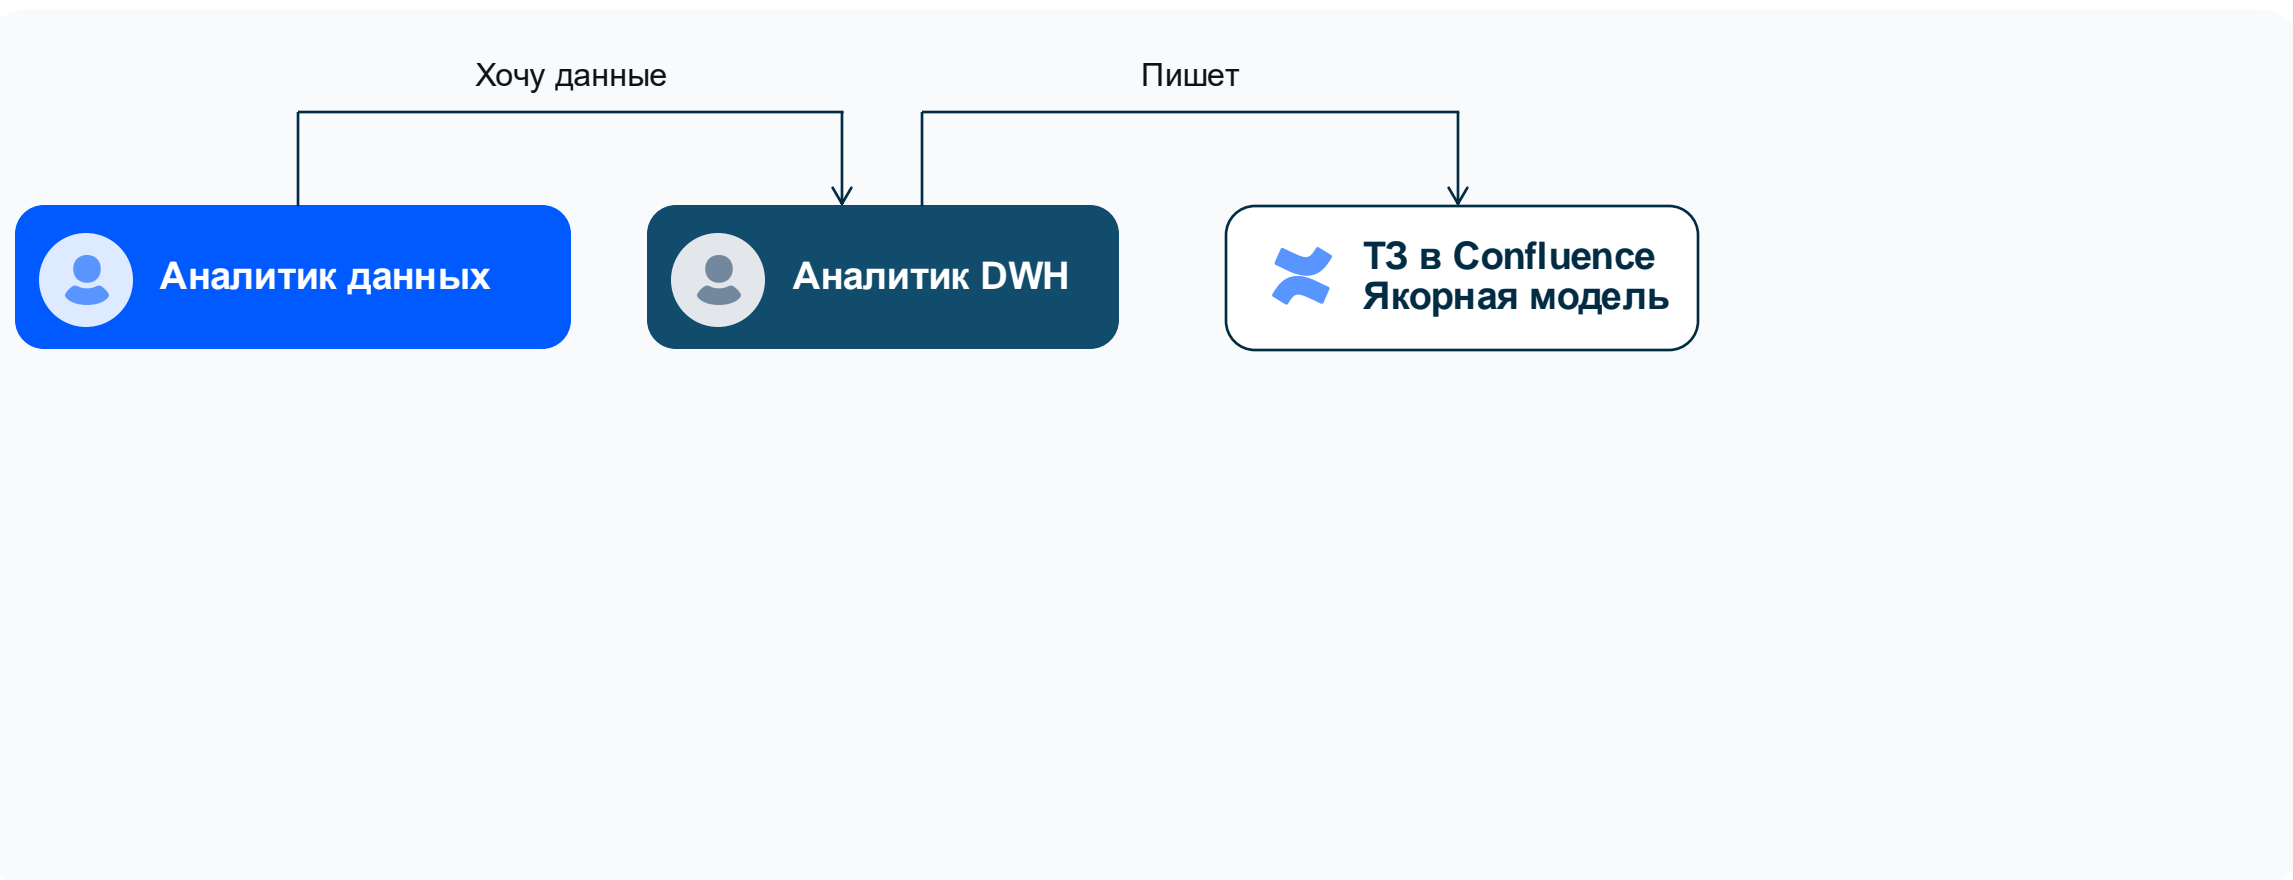 Хочу данные
Пишет
Аналитик данных
Аналитик DWH
ТЗ в Confluence
Якорная модель